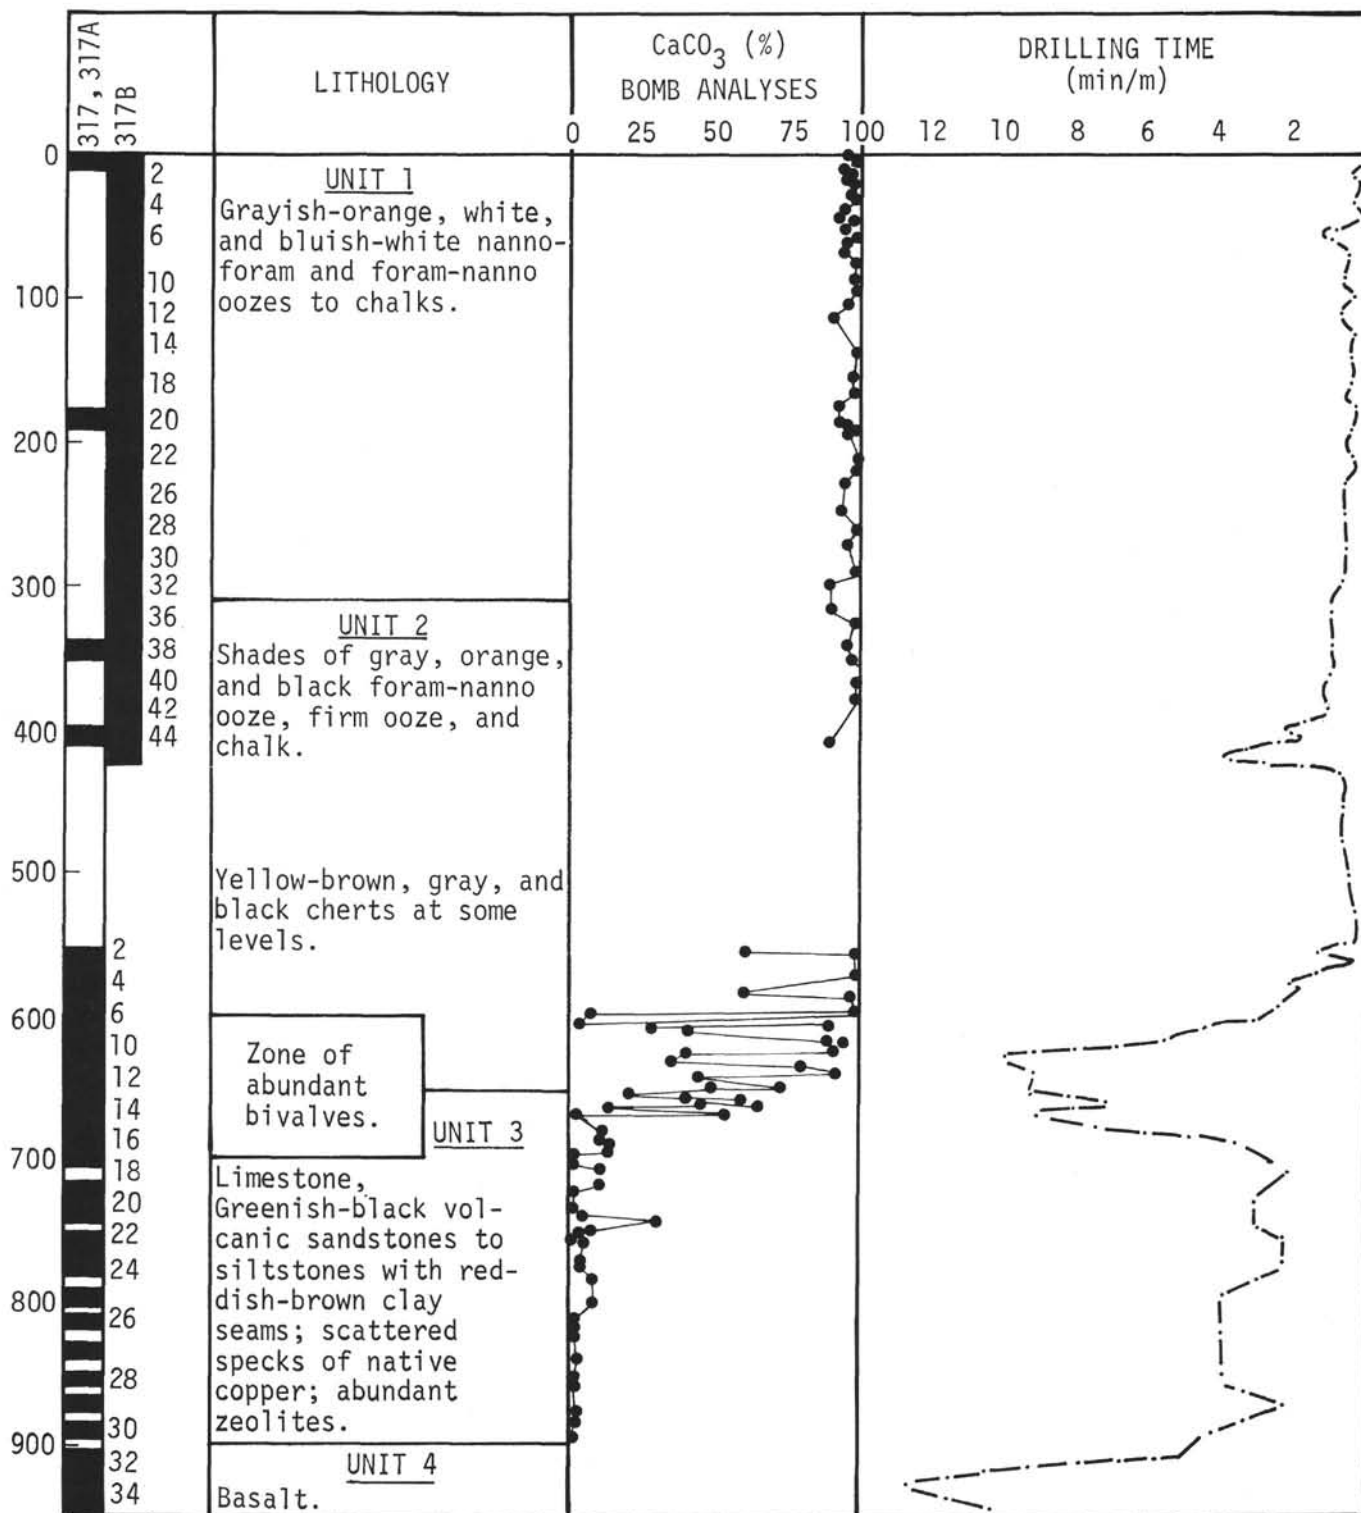 317, 317A
317B
LITHOLOGY
CaCO3 (%)
BOMB ANALYSES
DRILLING TIME
(min/m)
0 25 50 75 100 12 10 8 6 4 2
0
100
200
300
400
500
600
700
800
900
2
4
6
10
12
14
18
20
22
26
28
30
32
36
38
40
42
44
2
4
6
10
12
14
16
18
20
22
24
26
28
30
32
34
UNIT 1
Grayish-orange, white,
and bluish-white nanno-
foram and foram-nanno
oozes to chalks.
UNIT 2
Shades of gray, orange,
and black foram-nanno
ooze, firm ooze, and
chalk.
Yellow-brown, gray, and
black cherts at some
levels.
Zone of
abundant
bivalves.
UNIT 3
Limestone,
Greenish-black vol-
canic sandstones to
siltstones with red-
dish-brown clay
seams; scattered
specks of native
copper; abundant
zeolites.
UNIT 4
Basalt.